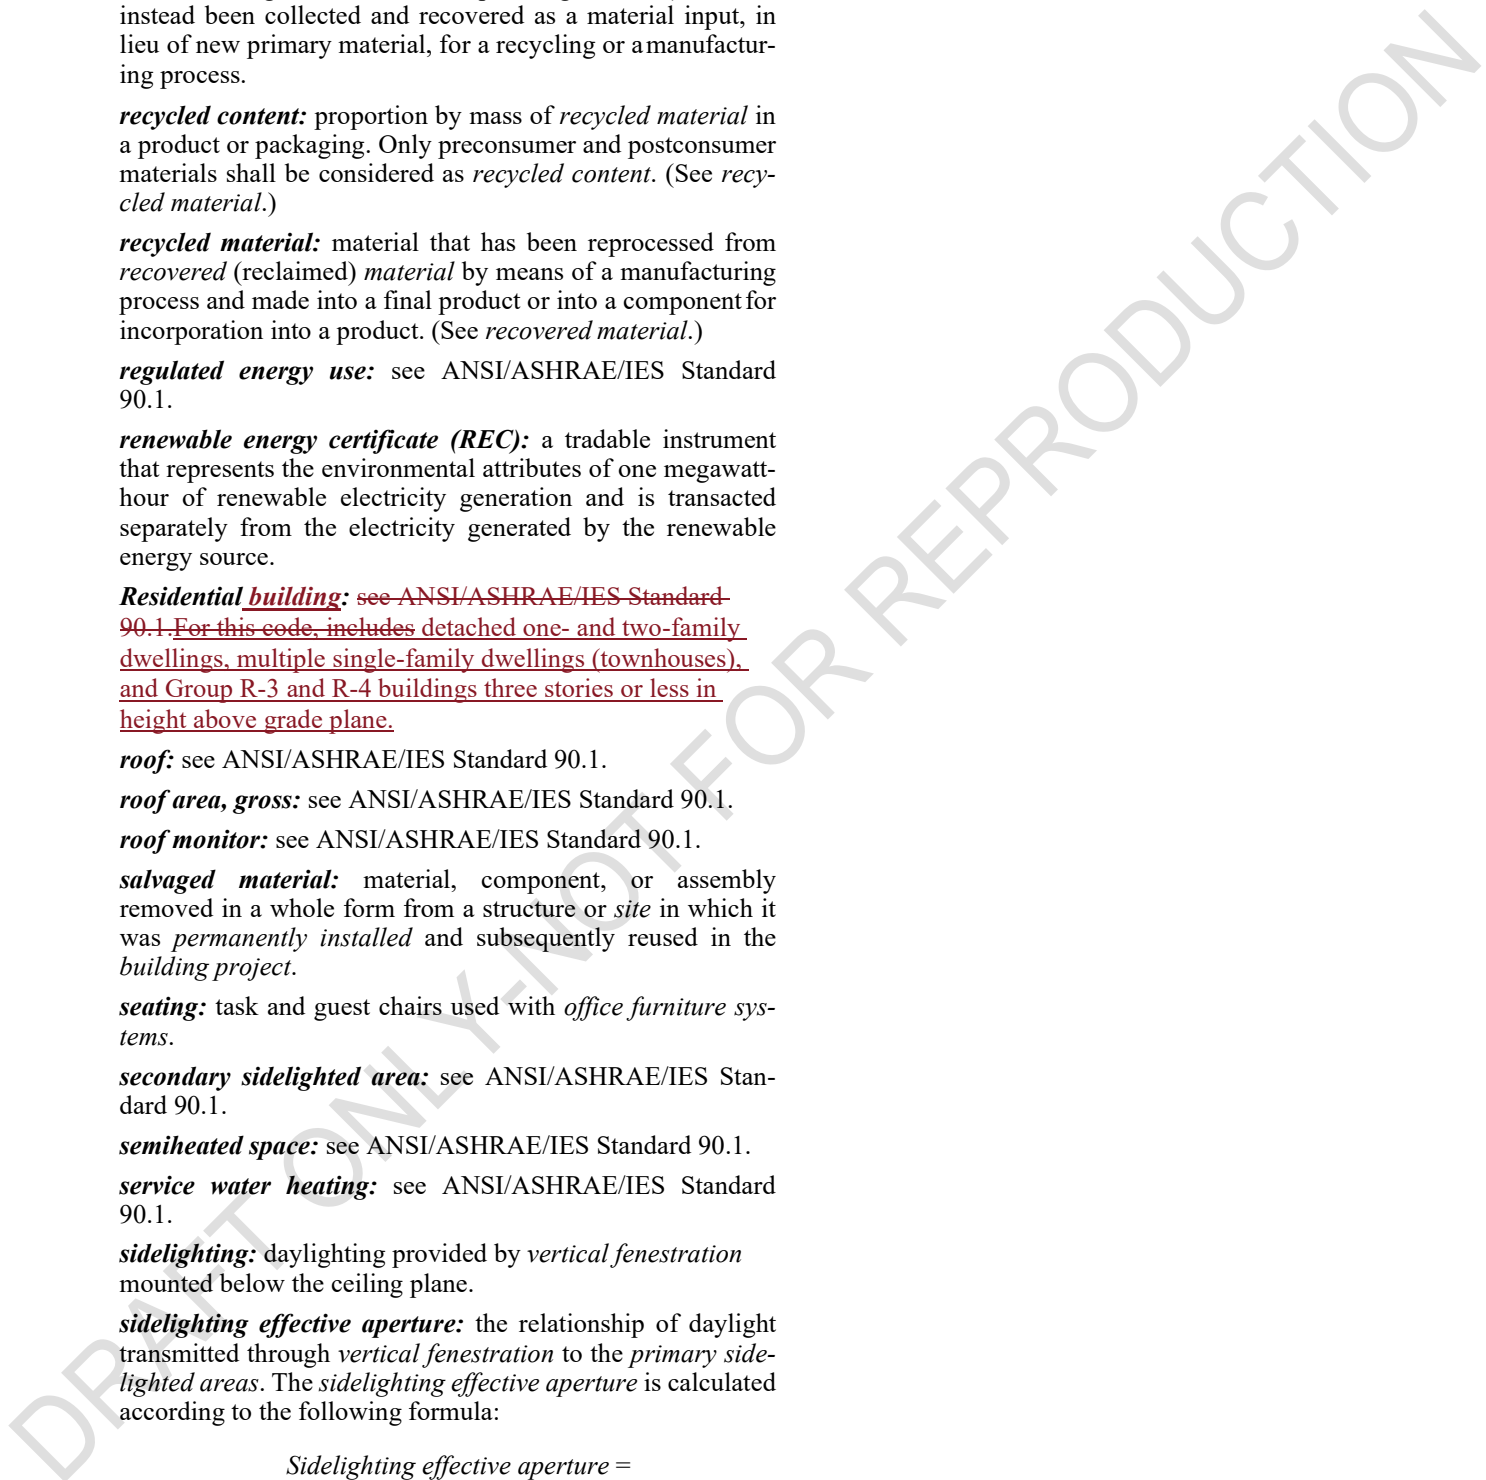 instead been collected and recovered as a material input, in
lieu of new primary material, for a recycling or a manufactur-
ing process.
recycled content: proportion by mass of recycled material in
a product or packaging. Only preconsumer and postconsumer
materials shall be considered as recycled content. (See recy-
cled material.)
recycled material: material that has been reprocessed from
recovered (reclaimed) material by means of a manufacturing
process and made into a final product or into a component for
incorporation into a product. (See recovered material.)
regulated energy use: see ANSI/ASHRAE/IES Standard
90.1.
renewable energy certificate (REC): a tradable instrument
that represents the environmental attributes of one megawatt-
hour of renewable electricity generation and is transacted
separately from the electricity generated by the renewable
energy source.
Residential building: see ANSI/ASHRAE/IES Standard
90.1.For this code, includes detached one- and two-family
dwellings, multiple single-family dwellings (townhouses),
and Group R-3 and R-4 buildings three stories or less in
height above grade plane.
roof: see ANSI/ASHRAE/IES Standard 90.1.
roof area, gross: see ANSI/ASHRAE/IES Standard 90.1.
roof monitor: see ANSI/ASHRAE/IES Standard 90.1.
salvaged material: material, component, or assembly
removed in a whole form from a structure or site in which it
was permanently installed and subsequently reused in the
building project.
seating: task and guest chairs used with office furniture sys-
tems.
secondary sidelighted area: see ANSI/ASHRAE/IES Stan-
dard 90.1.
semiheated space: see ANSI/ASHRAE/IES Standard 90.1.
service water heating: see ANSI/ASHRAE/IES Standard
90.1.
sidelighting: daylighting provided by vertical fenestration
mounted below the ceiling plane.
sidelighting effective aperture: the relationship of daylight
transmitted through vertical fenestration to the primary side-
lighted areas. The sidelighting effective aperture is calculated
according to the following formula:
Sidelighting effective aperture =
DRAFT ONLY-NOT FOR REPRODUCTION